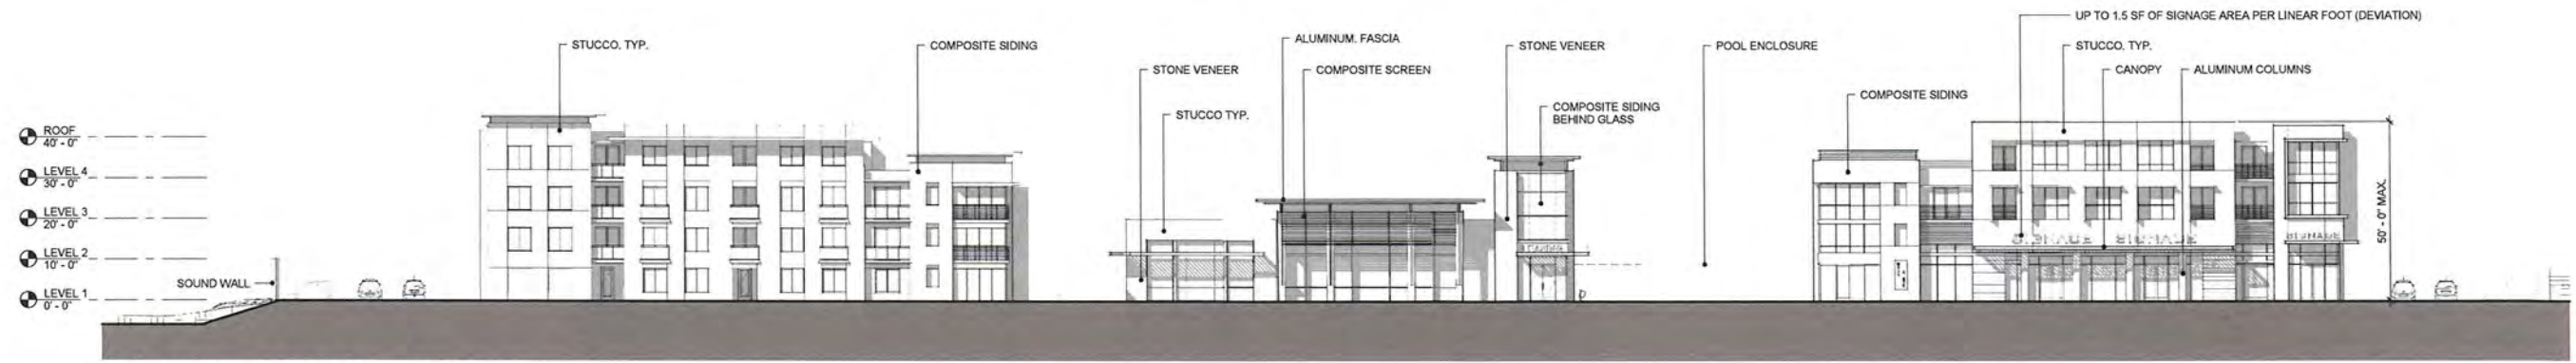 UP TO 1.5 SF OF SIGNAGE AREA PER LINEAR FOOT (DEVIATION)
STUCCO. TYP.
COMPOSITE SIDING
ALUMINUM. FASCIA
STONE VENEER
POOL ENCLOSURE
STUCCO. TYP.
STONE VENEER
COMPOSITE SCREEN
CANOPY
ALUMINUM COLUMNS
COMPOSITE SIDING
COMPOSITE SIDING
BEHIND GLASS
STUCCO TYP.
ROOF
40' - 0"
LEVEL 4
30' - 0"
LEVEL 3
20' - 0"
LEVEL 2
10' - 0"
LEVEL 1
0' - 0"
SOUND WALL
SIGNAGE SIGNAGE
SIGNAGE
50' - 0" MAX.